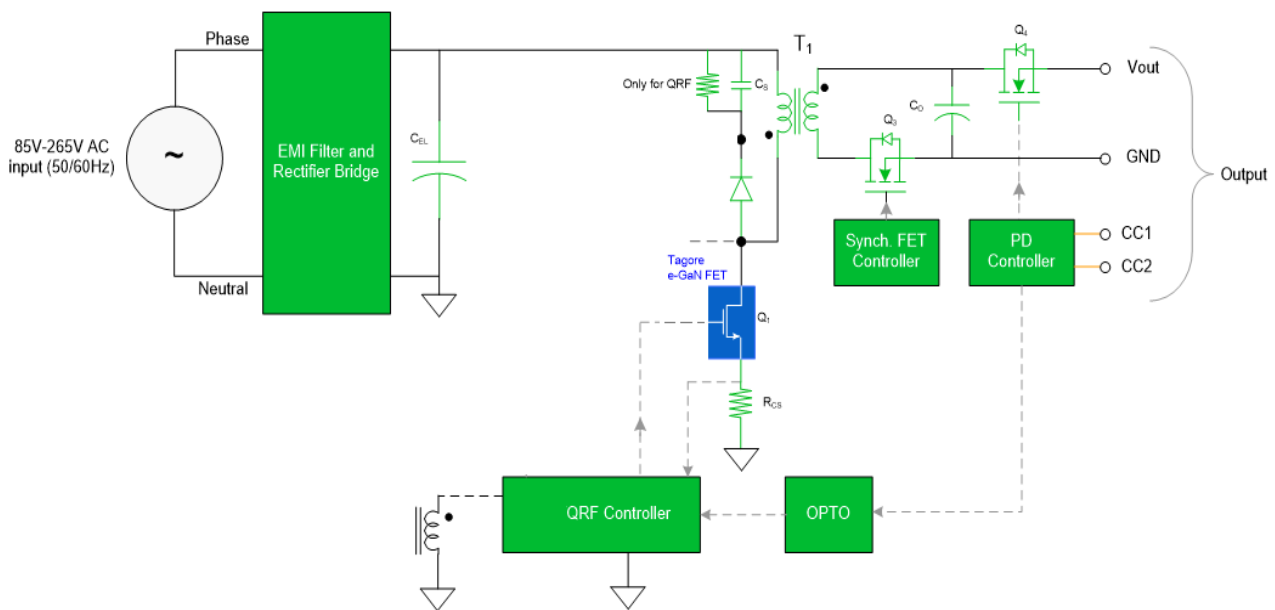 Phase
T1
Q4
Vout
Only for QRF
CS
CO
Q3
85V-265V AC
input (50/60Hz)
~
EMI Filter and
Rectifier Bridge
CEL
GND
Output
Synch. FET
Controller
PD
Controller
CC1
CC2
Tagore
e-GaN FET
Neutral
Q1
RCS
QRF Controller
OPTO